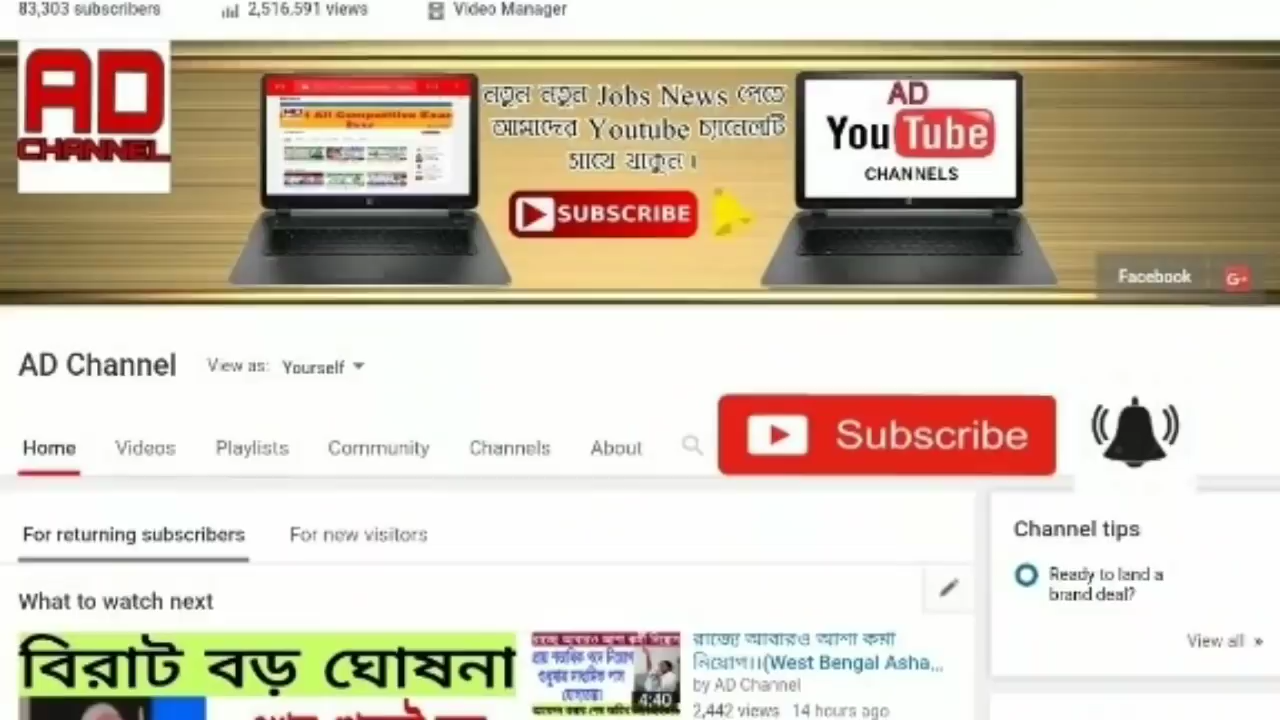 83,303 subscribers
2,516,591 views
Video Manager
AD
CHANNEL
নতুন নতুন Jobs News পেতে
আমাদের Youtube চ্যানেলটি
সাথে থাকুন।
SUBSCRIBE
AD
YouTube
CHANNELS
Facebook
G+
AD Channel
View as: Yourself
Home Videos Playlists Community Channels About
Subscribe
For returning subscribers For new visitors
Channel tips
Ready to land a
brand deal?
View all »
What to watch next
বিরাট বড় ঘোষনা
4:40
রাজ্যে আবারও আশা কর্মী
নিয়োগ।।(West Bengal Asha...
by AD Channel
2,442 views 14 hours ago